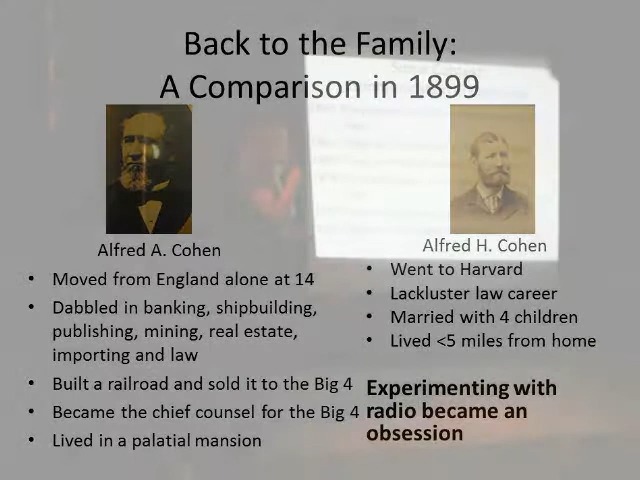 Back to the Family:
A Comparison in 1899
Alfred A. Cohen
• Moved from England alone at 14
• Dabbled in banking, shipbuilding,
publishing, mining, real estate,
importing and law
• Built a railroad and sold it to the Big 4
• Became the chief counsel for the Big 4
• Lived in a palatial mansion
Alfred H. Cohen
• Went to Harvard
• Lackluster law career
• Married with 4 children
• Lived <5 miles from home
Experimenting with
radio became an
obsession